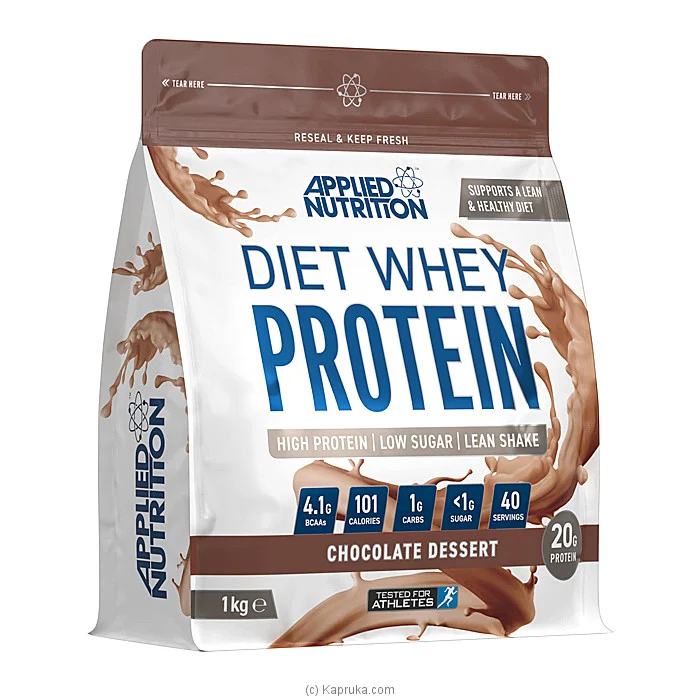 TEAR HERE
TEAR HERE
RESEAL & KEEP FRESH
APPLIED
NUTRITION
SUPPORTS A LEAN
& HEALTHY DIET
DIET WHEY
PROTEIN
HIGH PROTEIN | LOW SUGAR | LEAN SHAKE
4.1G
BCAAs
101
CALORIES
1G
CARBS
<1G
SUGAR
40
SERVINGS
20G
PROTEIN
CHOCOLATE DESSERT
APPLIED
NUTRITION
1kg ℮
TESTED FOR
ATHLETES
(c) Kapruka.com